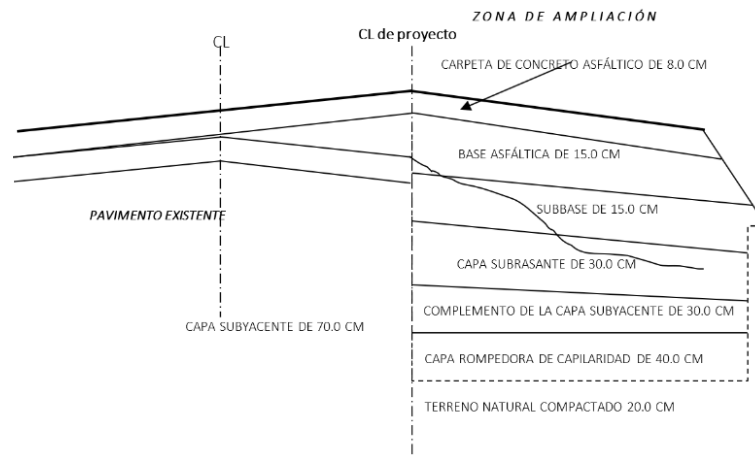 ZONA DE AMPLIACIÓN
CL
CL de proyecto
CARPETA DE CONCRETO ASFÁLTICO DE 8.0 CM
BASE ASFÁLTICA DE 15.0 CM
PAVIMENTO EXISTENTE
SUBBASE DE 15.0 CM
CAPA SUBRASANTE DE 30.0 CM
CAPA SUBYACENTE DE 70.0 CM
COMPLEMENTO DE LA CAPA SUBYACENTE DE 30.0 CM
CAPA ROMPEDORA DE CAPILARIDAD DE 40.0 CM
TERRENO NATURAL COMPACTADO 20.0 CM